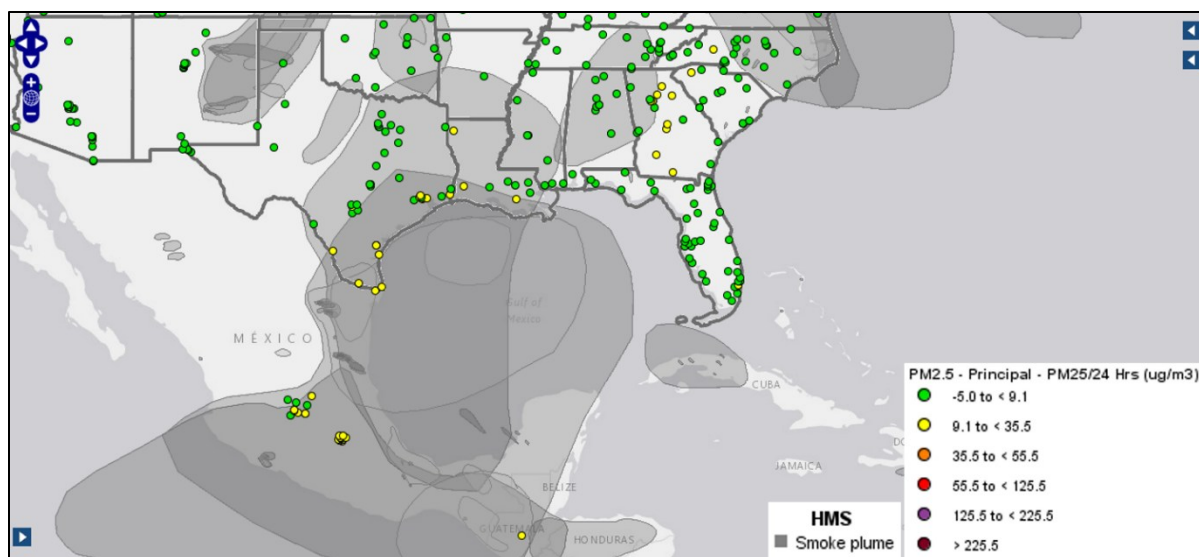 MÉXICO
Gulf of
Mexico
CUBA
JAMAICA
BELIZE
GUATEMALA
HONDURAS
HMS
Smoke plume
PM2.5 - Principal - PM25/24 Hrs (ug/m3)
-5.0 to < 9.1
9.1 to < 35.5
35.5 to < 55.5
55.5 to < 125.5
125.5 to < 225.5
> 225.5